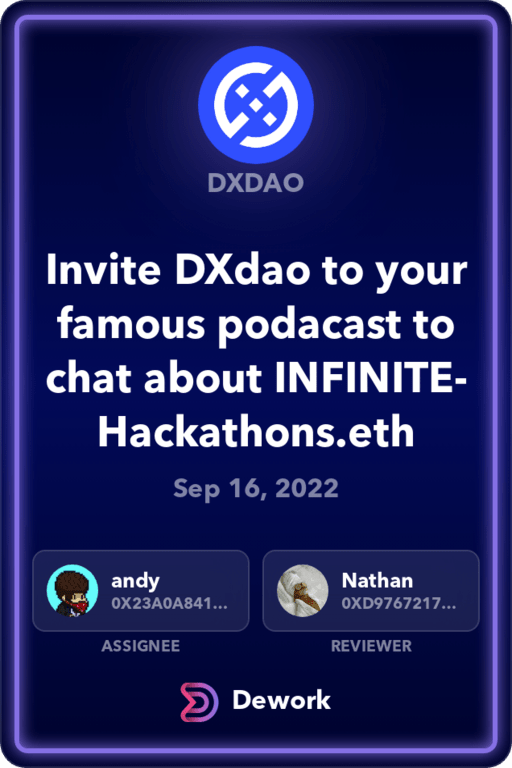 DXDAO
Invite DXdao to your
famous podacast to
chat about INFINITE-
Hackathons.eth
Sep 16, 2022
andy
0X23A0A841...
ASSIGNEE
Nathan
0XD9767217...
REVIEWER
Dework